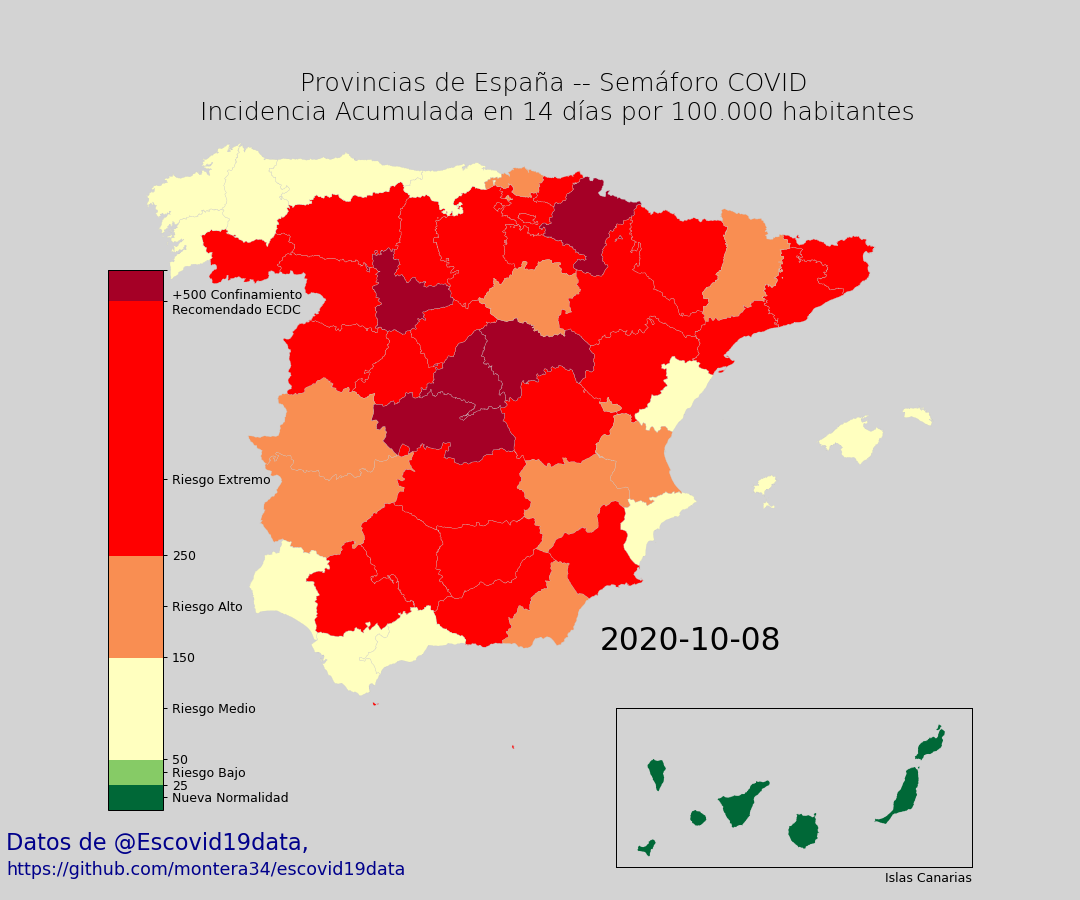 Provincias de España -- Semáforo COVID
Incidencia Acumulada en 14 días por 100.000 habitantes
+500 Confinamiento
Recomendado ECDC
Riesgo Extremo
250
Riesgo Alto
150
Riesgo Medio
50
Riesgo Bajo
25
Nueva Normalidad
2020-10-08
Islas Canarias
Datos de @Escovid19data,
https://github.com/montera34/escovid19data